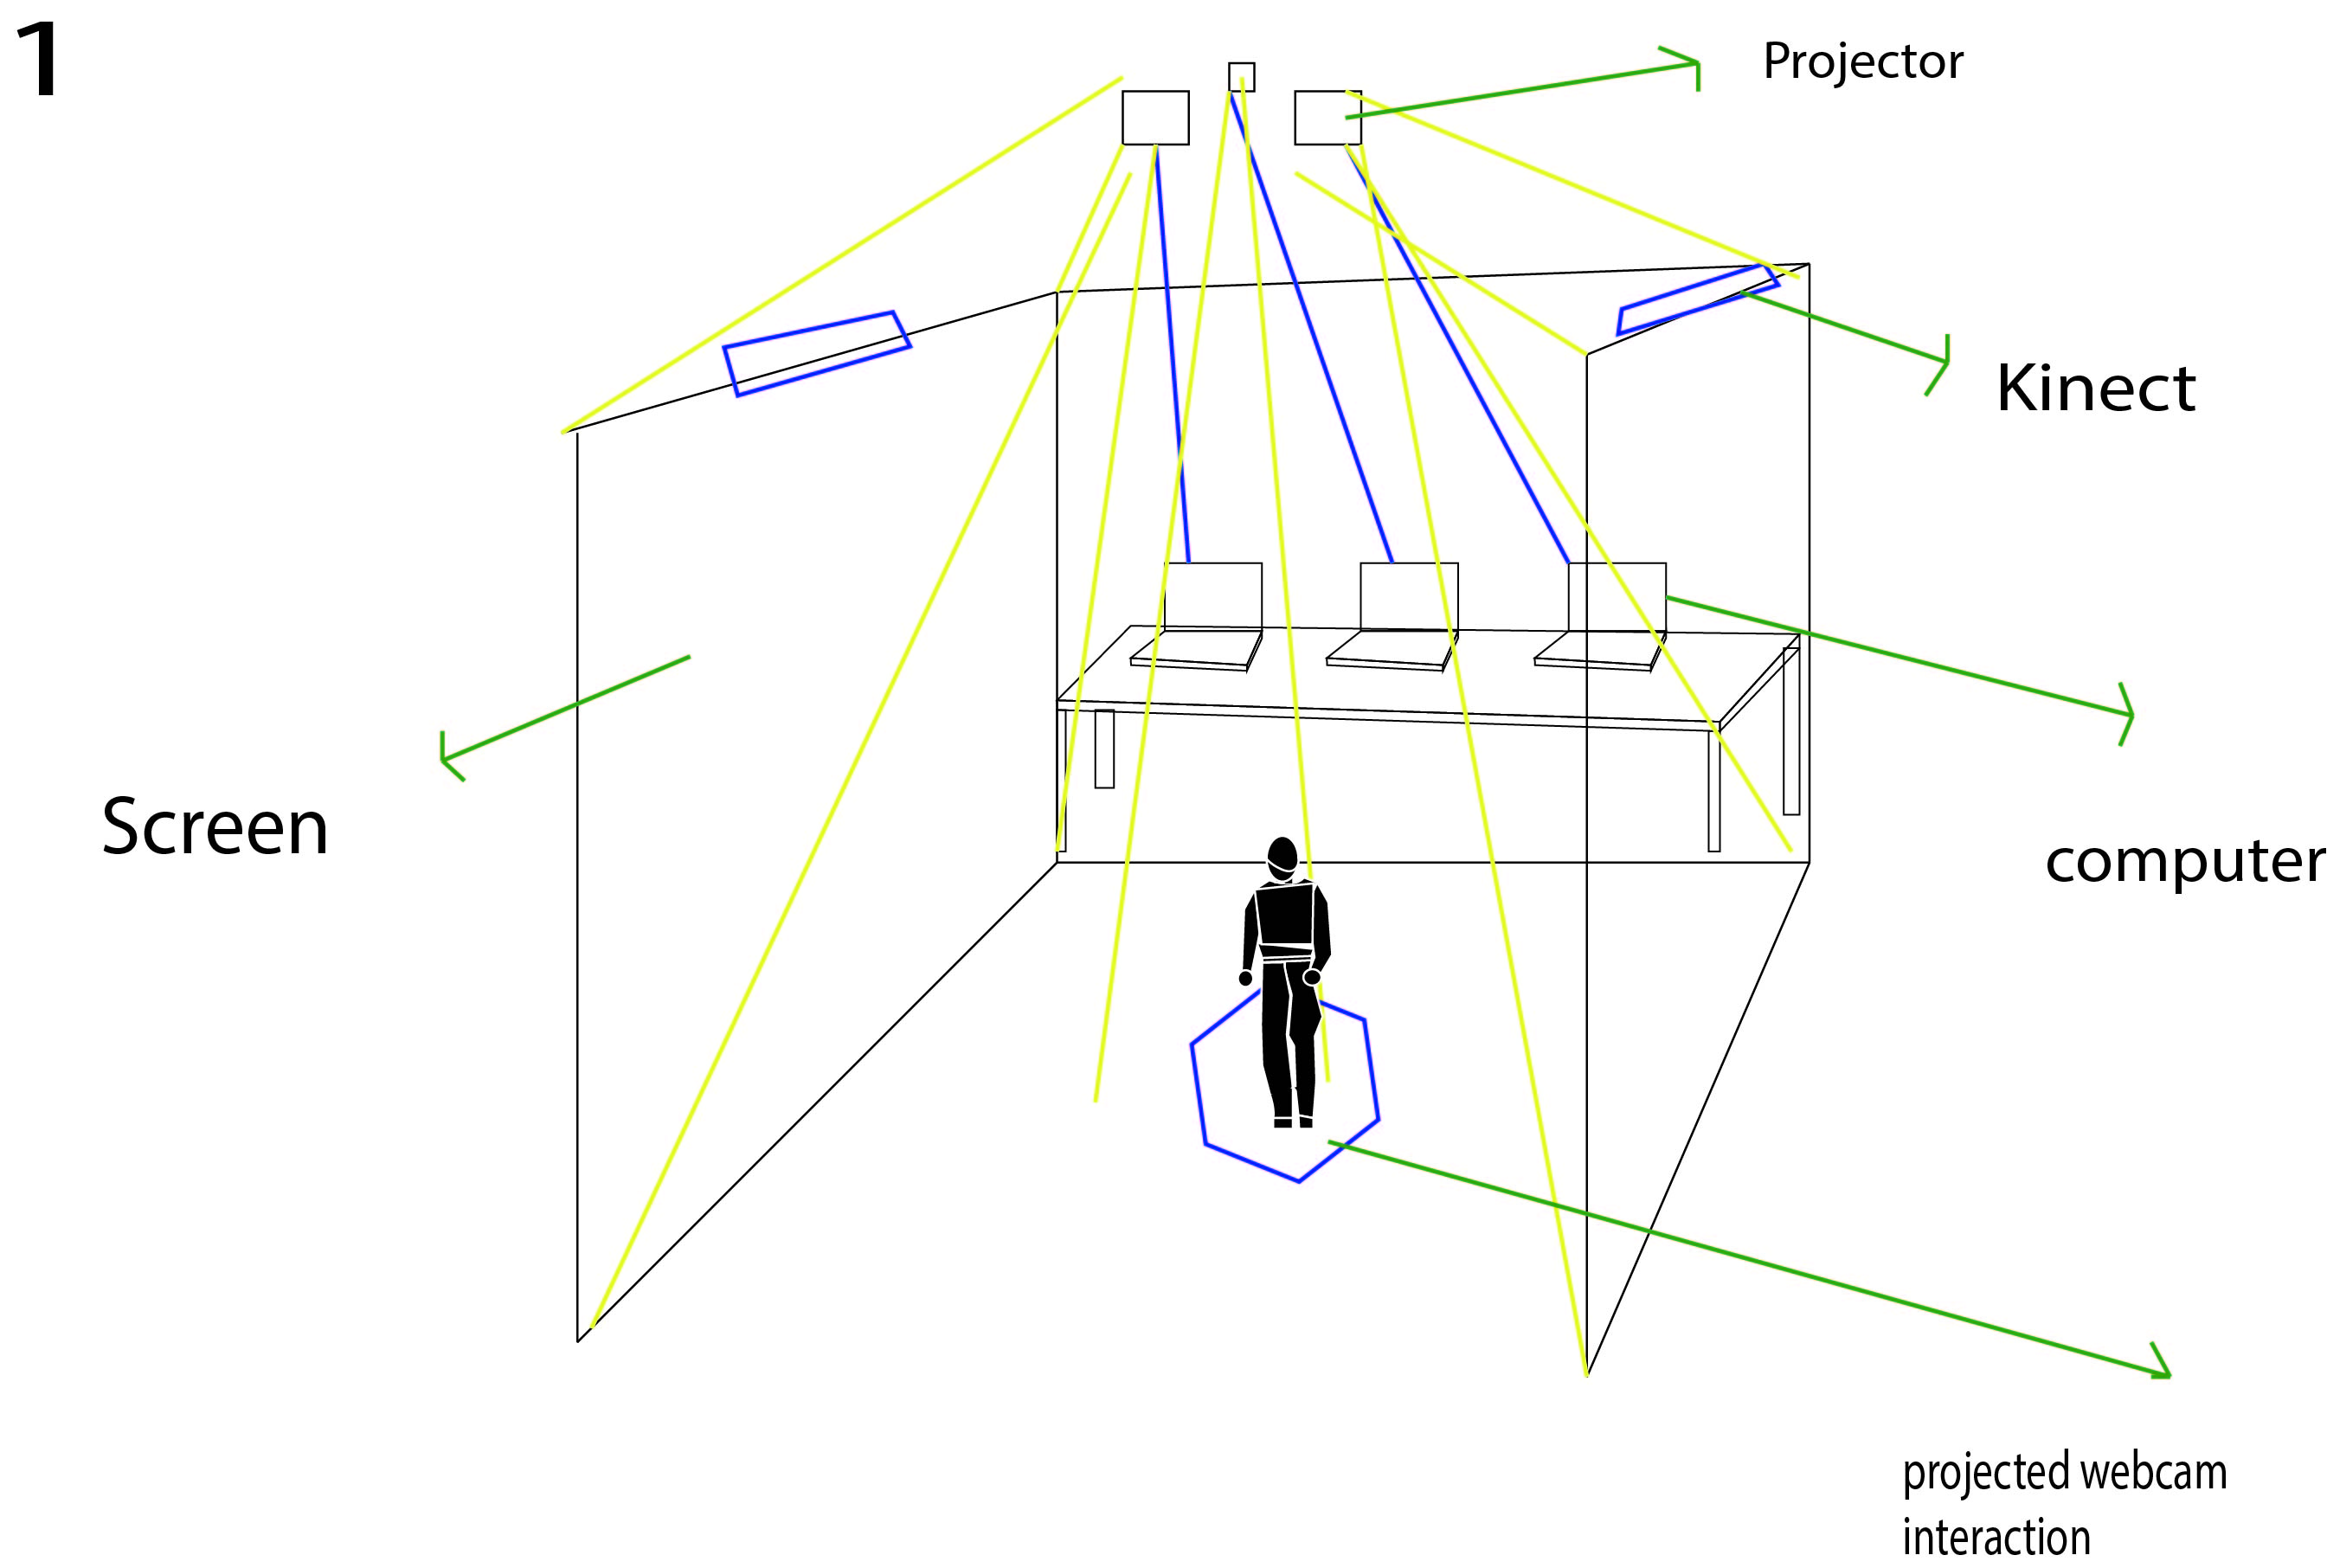 1
Projector
Kinect
Screen
computer
projected webcam
interaction